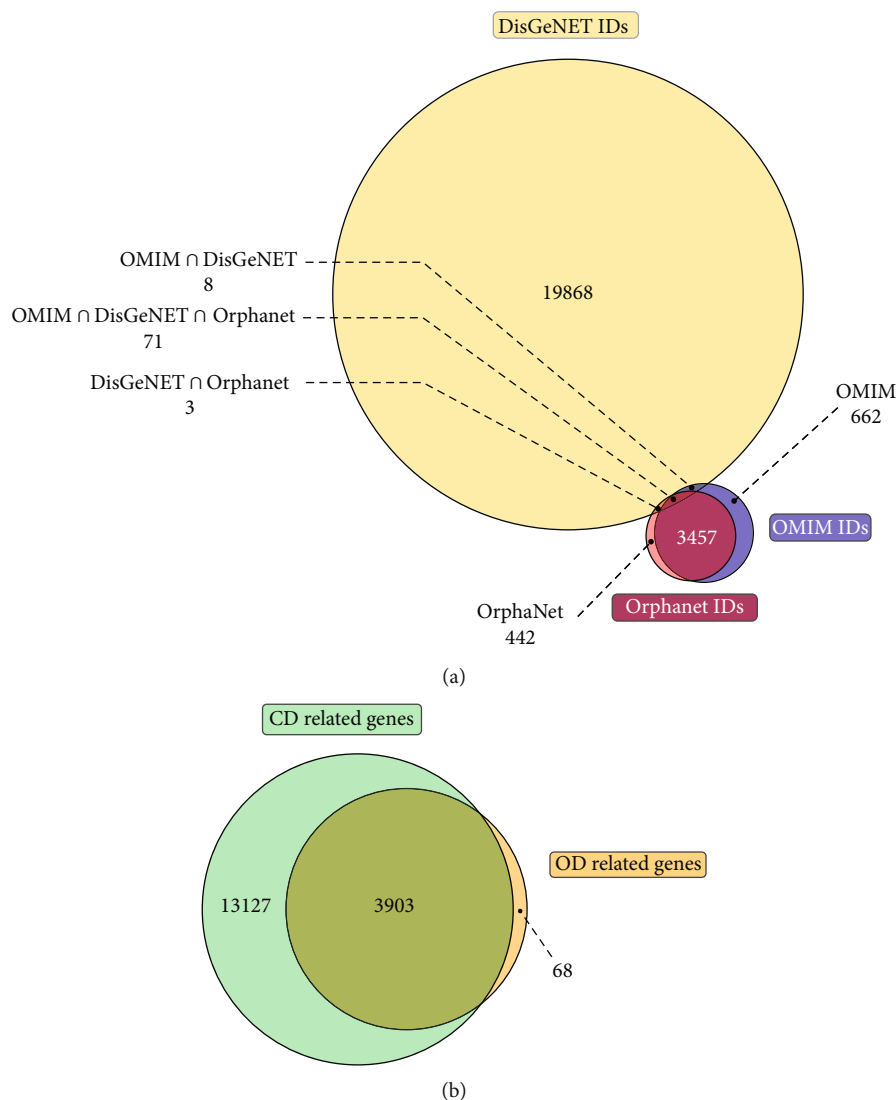 DisGeNET IDs
OMIM ∩ DisGeNET
8
19868
OMIM ∩ DisGeNET ∩ Orphanet
71
DisGeNET ∩ Orphanet
3
OMIM
662
OMIM IDs
3457
Orphanet IDs
OrphaNet
442
(a)
CD related genes
OD related genes
13127
3903
68
(b)